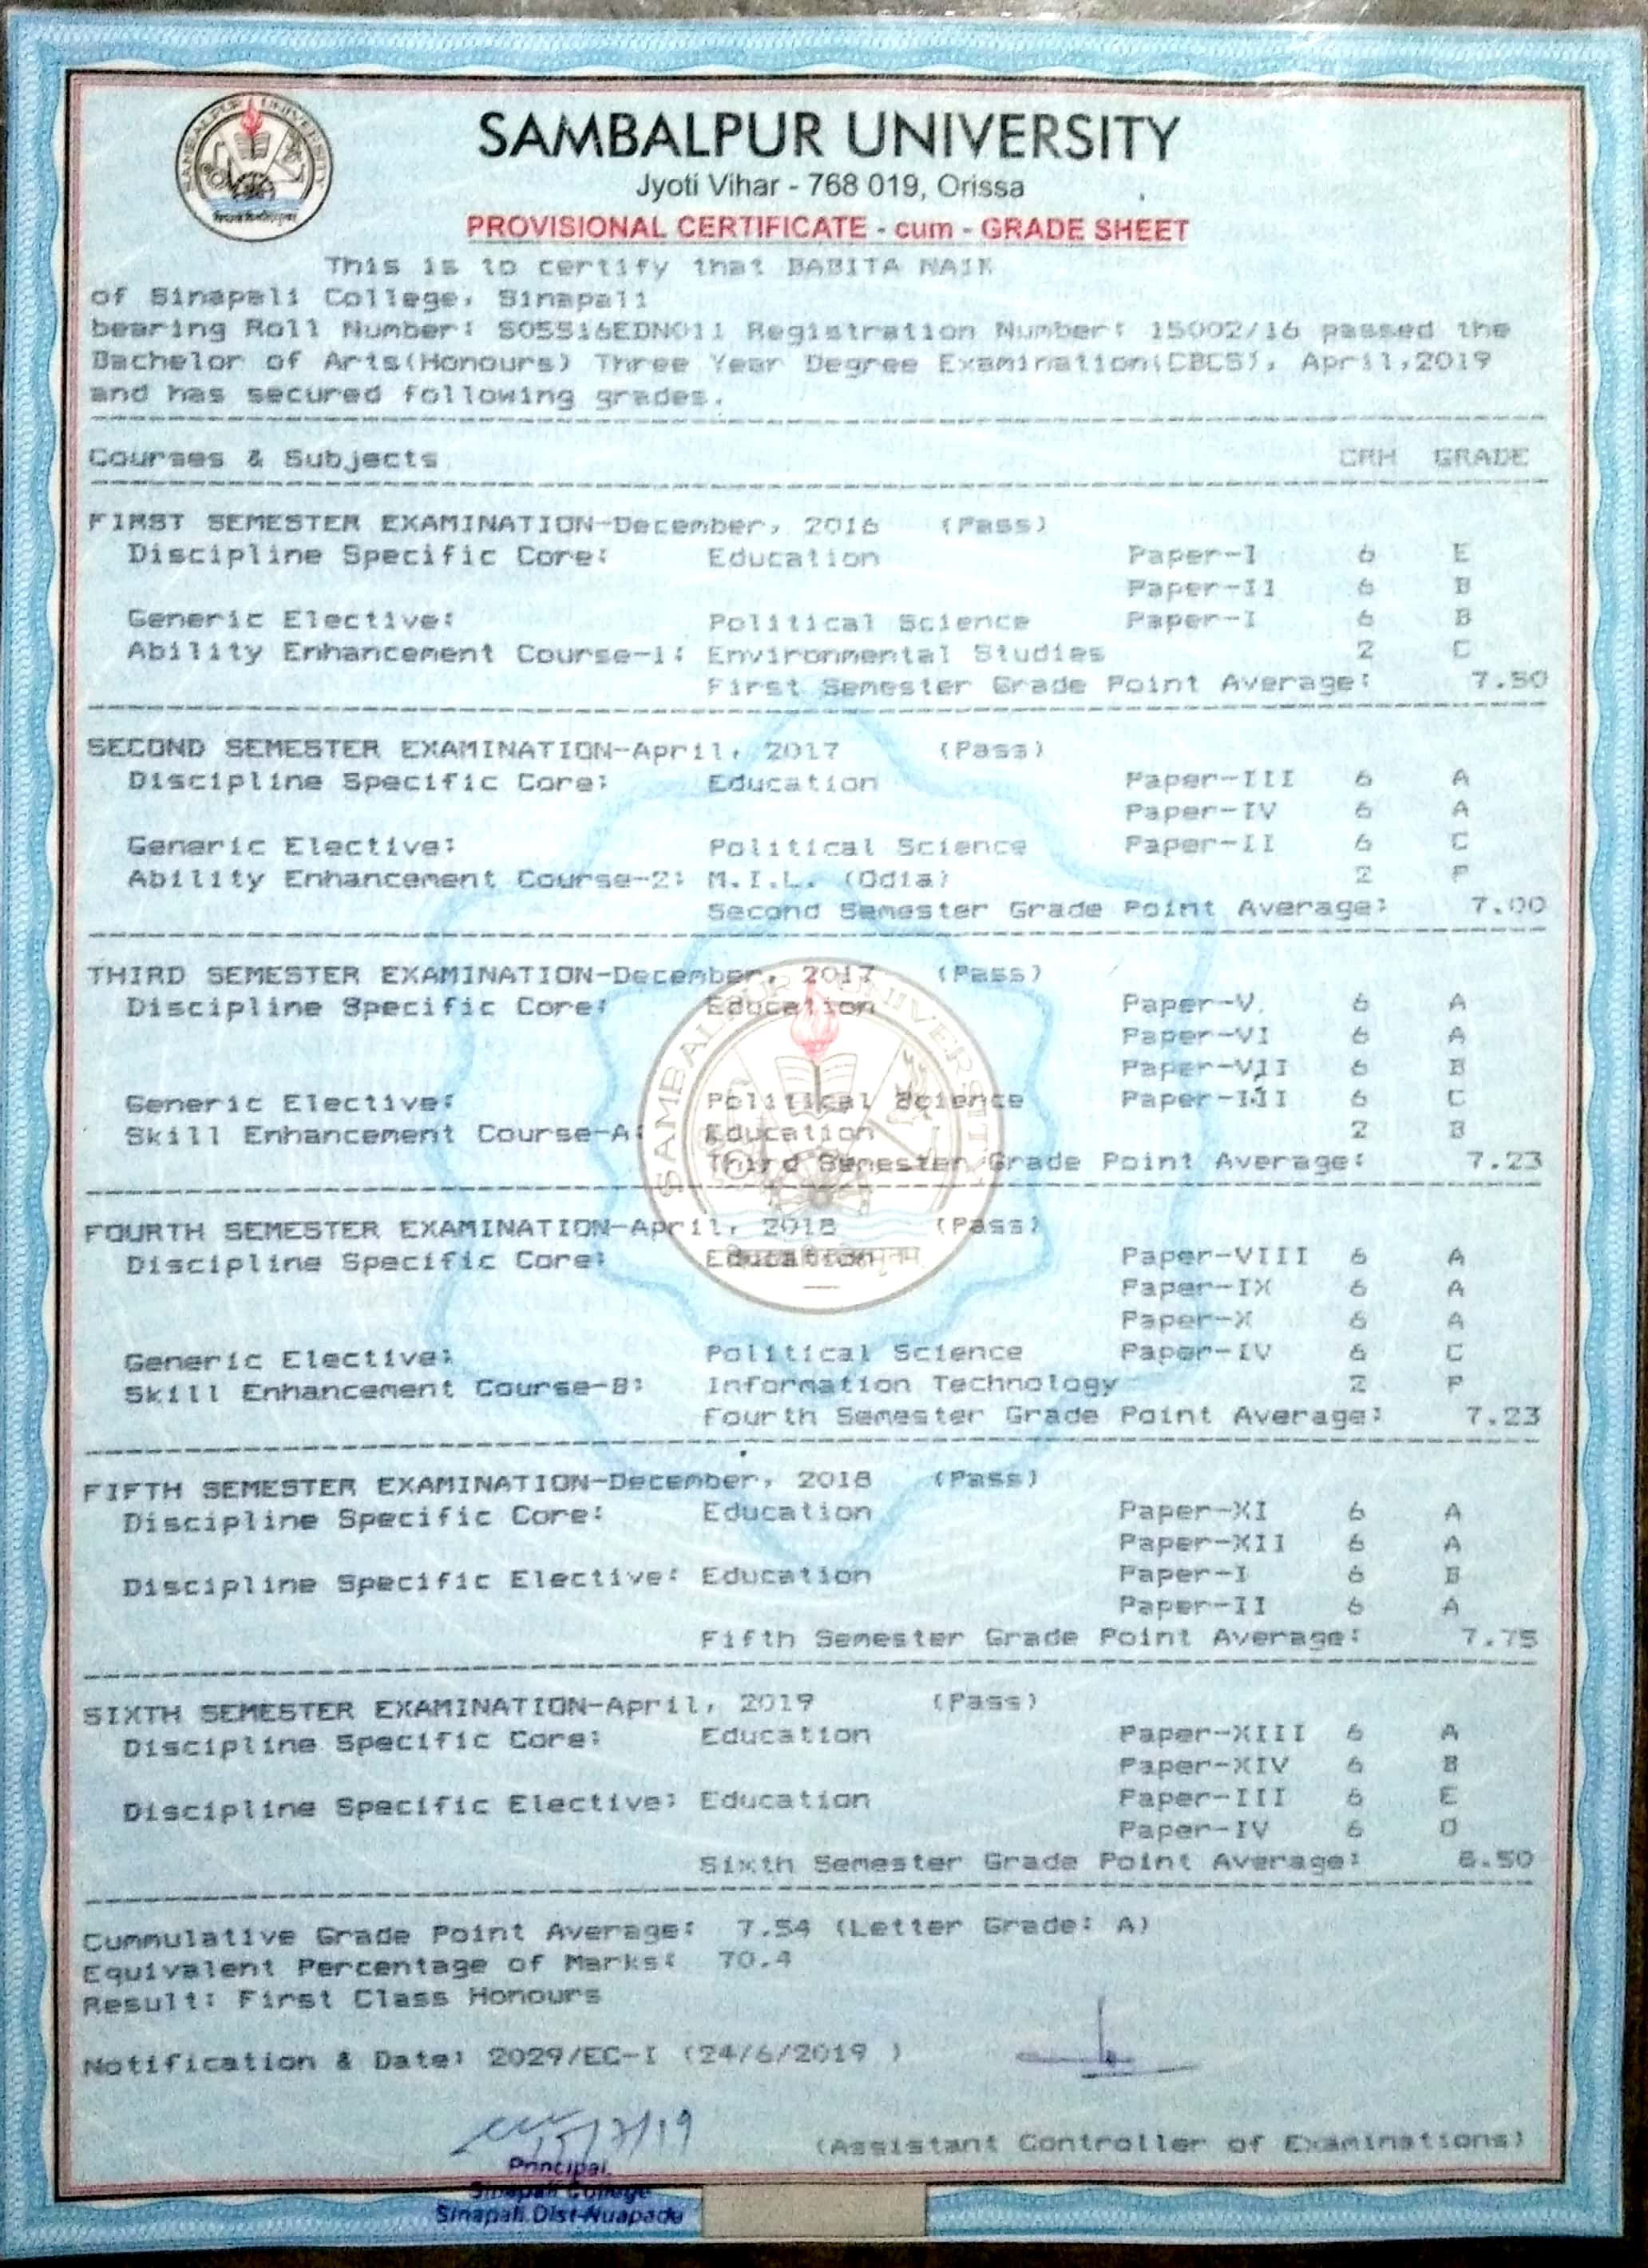 SAMBALPUR UNIVERSITY
SAMBALPUR UNIVERSITY
Jyoti Vihar - 768 019, Orissa
PROVISIONAL CERTIFICATE - cum - GRADE SHEET
This is to certify that BABITA NAIK
of Sinapali College, Sinapali
bearing Roll Number: S05516EDN011 Registration Number: 15002/16 passed the
Bachelor of Arts(Honours) Three Year Degree Examination(CBCS), April,2019
and has secured following grades.
Courses & Subjects CRH GRADE
FIRST SEMESTER EXAMINATION-December, 2016 (Pass)
Discipline Specific Core: Education Paper-I 6 E
Paper-II 6 B
Generic Elective: Political Science Paper-I 6 B
Ability Enhancement Course-1: Environmental Studies 2 C
First Semester Grade Point Average: 7.50
SECOND SEMESTER EXAMINATION-April, 2017 (Pass)
Discipline Specific Core: Education Paper-III 6 A
Paper-IV 6 A
Generic Elective: Political Science Paper-II 6 C
Ability Enhancement Course-2: M.I.L. (Odia) 2 P
Second Semester Grade Point Average: 7.00
THIRD SEMESTER EXAMINATION-December, 2017 (Pass)
Discipline Specific Core: Education Paper-V 6 A
Paper-VI 6 A
Paper-VII 6 B
Generic Elective: Political Science Paper-III 6 C
Skill Enhancement Course-A: Education 2 B
Third Semester Grade Point Average: 7.23
SAMBALPUR UNIVERSITY
FOURTH SEMESTER EXAMINATION-April, 2018 (Pass)
Discipline Specific Core: Education Paper-VIII 6 A
Paper-IX 6 A
Paper-X 6 A
Generic Elective: Political Science Paper-IV 6 C
Skill Enhancement Course-B: Information Technology 2 P
Fourth Semester Grade Point Average: 7.23
FIFTH SEMESTER EXAMINATION-December, 2018 (Pass)
Discipline Specific Core: Education Paper-XI 6 A
Paper-XII 6 A
Discipline Specific Elective: Education Paper-I 6 B
Paper-II 6 A
Fifth Semester Grade Point Average: 7.75
SIXTH SEMESTER EXAMINATION-April, 2019 (Pass)
Discipline Specific Core: Education Paper-XIII 6 A
Paper-XIV 6 B
Discipline Specific Elective: Education Paper-III 6 E
Paper-IV 6 O
Sixth Semester Grade Point Average: 8.50
Cummulative Grade Point Average: 7.54 (Letter Grade: A)
Equivalent Percentage of Marks: 70.4
Result: First Class Honours
Notification & Date: 2029/EC-I (24/6/2019 )
(Assistant Controller of Examinations)
Principal
Sinapali College
Sinapali.Dist-Nuapada